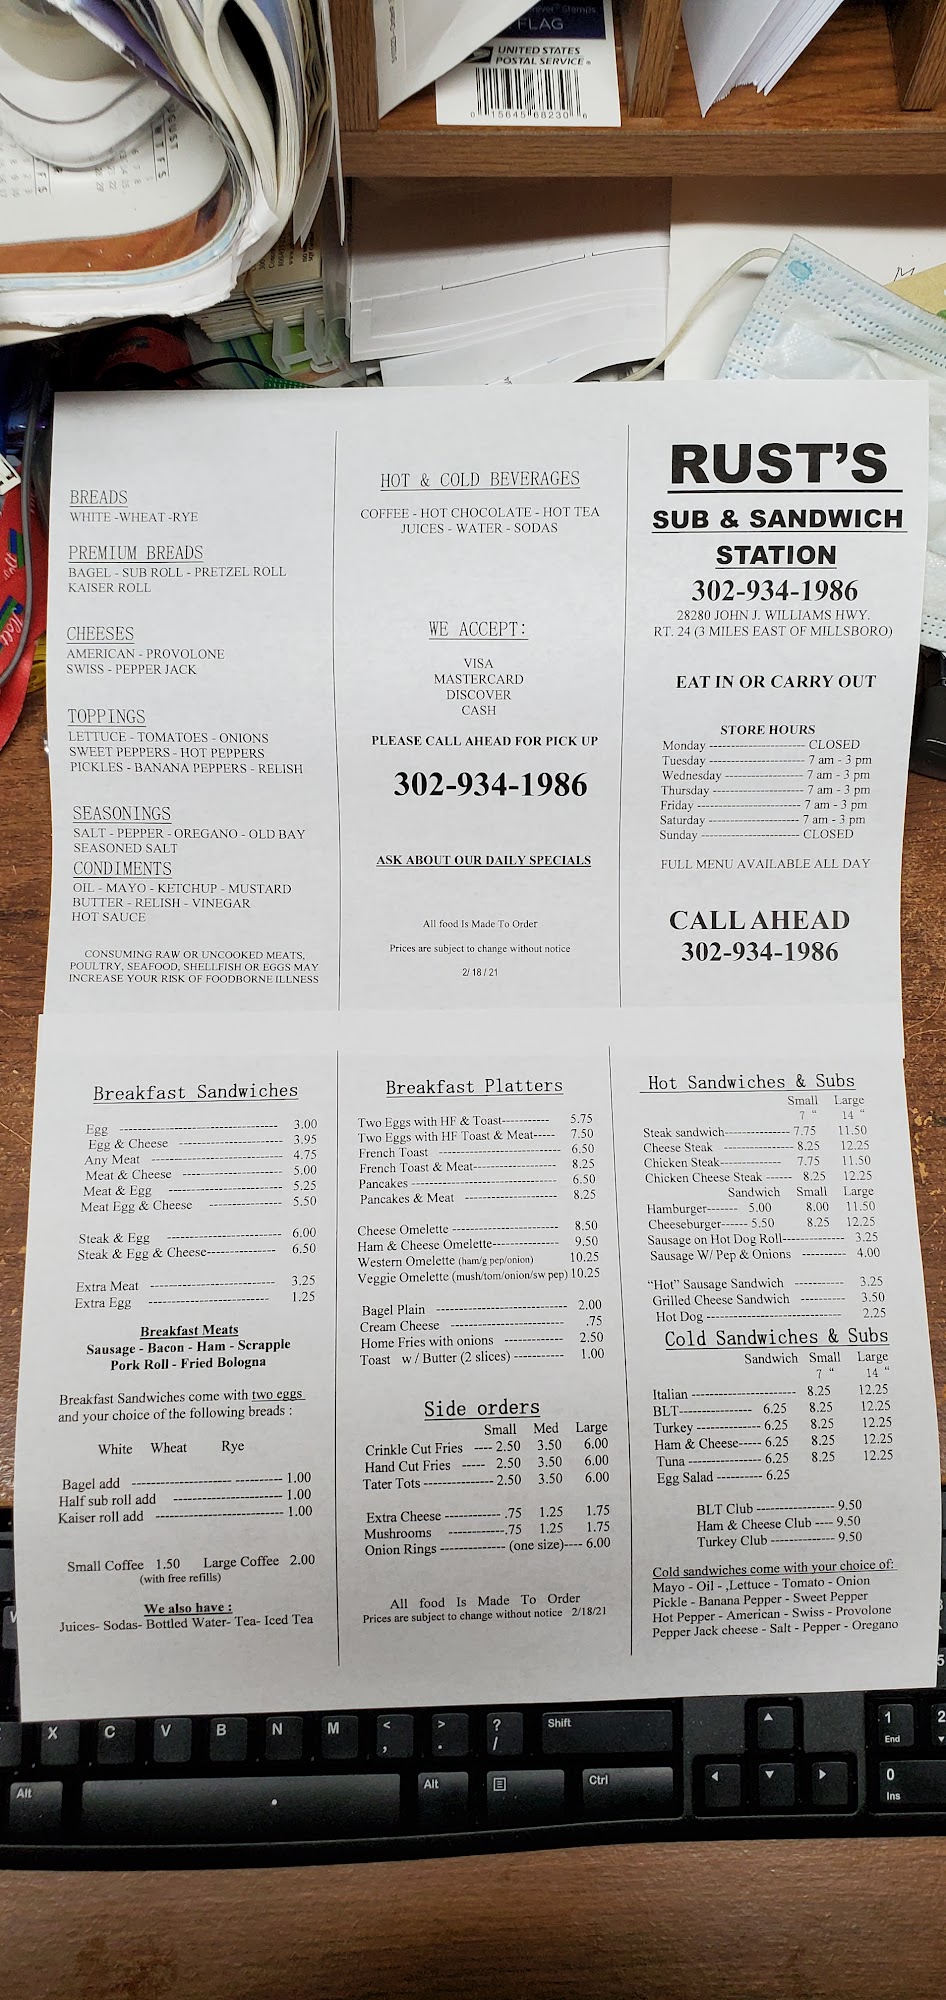 Forever Stamps
FLAG
UNITED STATES
POSTAL SERVICE
0 15645 68230 6
BREADS
WHITE -WHEAT -RYE
PREMIUM BREADS
BAGEL - SUB ROLL - PRETZEL ROLL
KAISER ROLL
CHEESES
AMERICAN - PROVOLONE
SWISS - PEPPER JACK
TOPPINGS
LETTUCE - TOMATOES - ONIONS
SWEET PEPPERS - HOT PEPPERS
PICKLES - BANANA PEPPERS - RELISH
SEASONINGS
SALT - PEPPER - OREGANO - OLD BAY
SEASONED SALT
CONDIMENTS
OIL - MAYO - KETCHUP - MUSTARD
BUTTER - RELISH - VINEGAR
HOT SAUCE
CONSUMING RAW OR UNCOOKED MEATS,
POULTRY, SEAFOOD, SHELLFISH OR EGGS MAY
INCREASE YOUR RISK OF FOODBORNE ILLNESS
HOT & COLD BEVERAGES
COFFEE - HOT CHOCOLATE - HOT TEA
JUICES - WATER - SODAS
WE ACCEPT:
VISA
MASTERCARD
DISCOVER
CASH
PLEASE CALL AHEAD FOR PICK UP
302-934-1986
ASK ABOUT OUR DAILY SPECIALS
All food Is Made To Order
Prices are subject to change without notice
2/ 18 / 21
RUST'S
SUB & SANDWICH
STATION
302-934-1986
28280 JOHN J. WILLIAMS HWY.
RT. 24 (3 MILES EAST OF MILLSBORO)
EAT IN OR CARRY OUT
STORE HOURS
Monday ---------------------- CLOSED
Tuesday ---------------------- 7 am - 3 pm
Wednesday ------------------ 7 am - 3 pm
Thursday --------------------- 7 am - 3 pm
Friday ------------------------ 7 am - 3 pm
Saturday --------------------- 7 am - 3 pm
Sunday ----------------------- CLOSED
FULL MENU AVAILABLE ALL DAY
CALL AHEAD
302-934-1986
Breakfast Sandwiches
Egg ------------------------------------ 3.00
Egg & Cheese ------------------------ 3.95
Any Meat ----------------------------- 4.75
Meat & Cheese ----------------------- 5.00
Meat & Egg -------------------------- 5.25
Meat Egg & Cheese ----------------- 5.50
Steak & Egg -------------------------- 6.00
Steak & Egg & Cheese--------------- 6.50
Extra Meat ---------------------------- 3.25
Extra Egg ----------------------------- 1.25
Breakfast Meats
Sausage - Bacon - Ham - Scrapple
Pork Roll - Fried Bologna
Breakfast Sandwiches come with two eggs
and your choice of the following breads :
White Wheat Rye
Bagel add ----------------------- ----------- 1.00
Half sub roll add ------------------------- 1.00
Kaiser roll add ----------------------------- 1.00
Small Coffee 1.50 Large Coffee 2.00
(with free refills)
We also have :
Juices- Sodas- Bottled Water- Tea- Iced Tea
Breakfast Platters
Two Eggs with HF & Toast----------- 5.75
Two Eggs with HF Toast & Meat----- 7.50
French Toast ---------------------------- 6.50
French Toast & Meat------------------- 8.25
Pancakes --------------------------------- 6.50
Pancakes & Meat --------------------- 8.25
Cheese Omelette ------------------------ 8.50
Ham & Cheese Omelette--------------- 9.50
Western Omelette (ham/g pep/onion) 10.25
Veggie Omelette (mush/tom/onion/sw pep) 10.25
Bagel Plain ------------------------------ 2.00
Cream Cheese --------------------------- .75
Home Fries with onions -------------- 2.50
Toast w / Butter (2 slices) ------------ 1.00
Side orders
Small Med Large
Crinkle Cut Fries ---- 2.50 3.50 6.00
Hand Cut Fries ----- 2.50 3.50 6.00
Tater Tots ---------------- 2.50 3.50 6.00
Extra Cheese ------------- .75 1.25 1.75
Mushrooms -------------.75 1.25 1.75
Onion Rings --------------- (one size)---- 6.00
All food Is Made To Order
Prices are subject to change without notice 2/18/21
Hot Sandwiches & Subs
Small Large
7 " 14 "
Steak sandwich---------------- 7.75 11.50
Cheese Steak ------------------ 8.25 12.25
Chicken Steak-------------- 7.75 11.50
Chicken Cheese Steak ------ 8.25 12.25
Sandwich Small Large
Hamburger------- 5.00 8.00 11.50
Cheeseburger------ 5.50 8.25 12.25
Sausage on Hot Dog Roll-------------- 3.25
Sausage W/ Pep & Onions ---------- 4.00
"Hot" Sausage Sandwich ----------- 3.25
Grilled Cheese Sandwich ---------- 3.50
Hot Dog ------------------------------- 2.25
Cold Sandwiches & Subs
Sandwich Small Large
7 " 14 "
Italian ----------------------- 8.25 12.25
BLT---------------- 6.25 8.25 12.25
Turkey -------------- 6.25 8.25 12.25
Ham & Cheese----- 6.25 8.25 12.25
Tuna ---------------- 6.25 8.25 12.25
Egg Salad ---------- 6.25
BLT Club ------------------ 9.50
Ham & Cheese Club ---- 9.50
Turkey Club --------------- 9.50
Cold sandwiches come with your choice of:
Mayo - Oil - ,Lettuce - Tomato - Onion
Pickle - Banana Pepper - Sweet Pepper
Hot Pepper - American - Swiss - Provolone
Pepper Jack cheese - Salt - Pepper - Oregano
X C V B N M < , > . ? / Shift
1 End 2
Alt Alt Ctrl 0 Ins